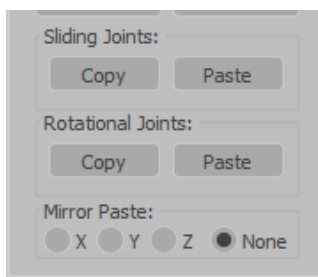 Sliding Joints:
Copy Paste
Rotational Joints:
Copy Paste
Mirror Paste:
X Y Z None